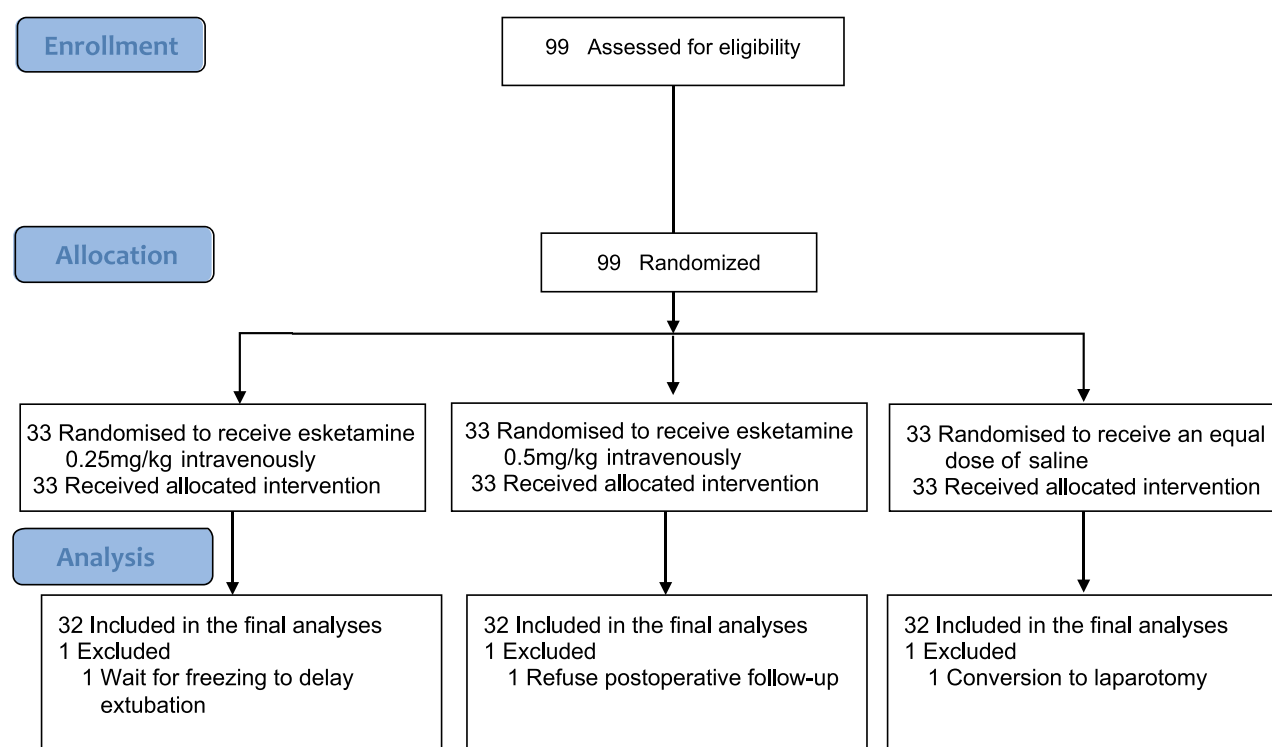 Enrollment
99 Assessed for eligibility
Allocation
99 Randomized
33 Randomised to receive esketamine
0.25mg/kg intravenously
33 Received allocated intervention
33 Randomised to receive esketamine
0.5mg/kg intravenously
33 Received allocated intervention
33 Randomised to receive an equal
dose of saline
33 Received allocated intervention
Analysis
32 Included in the final analyses
1 Excluded
1 Wait for freezing to delay
extubation
32 Included in the final analyses
1 Excluded
1 Refuse postoperative follow-up
32 Included in the final analyses
1 Excluded
1 Conversion to laparotomy